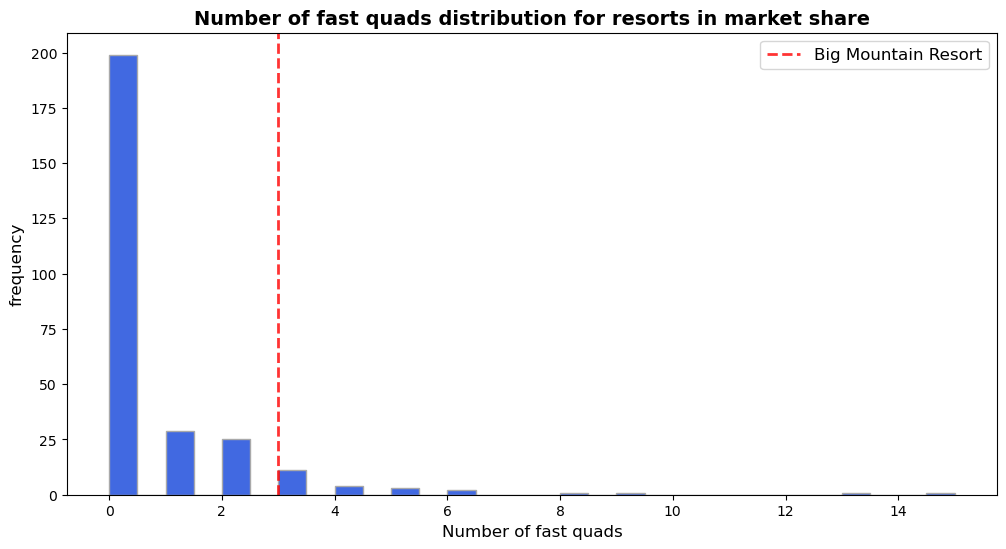 Number of fast quads distribution for resorts in market share
Big Mountain Resort
frequency
200
175
150
125
100
75
50
25
0
0 2 4 6 8 10 12 14
Number of fast quads